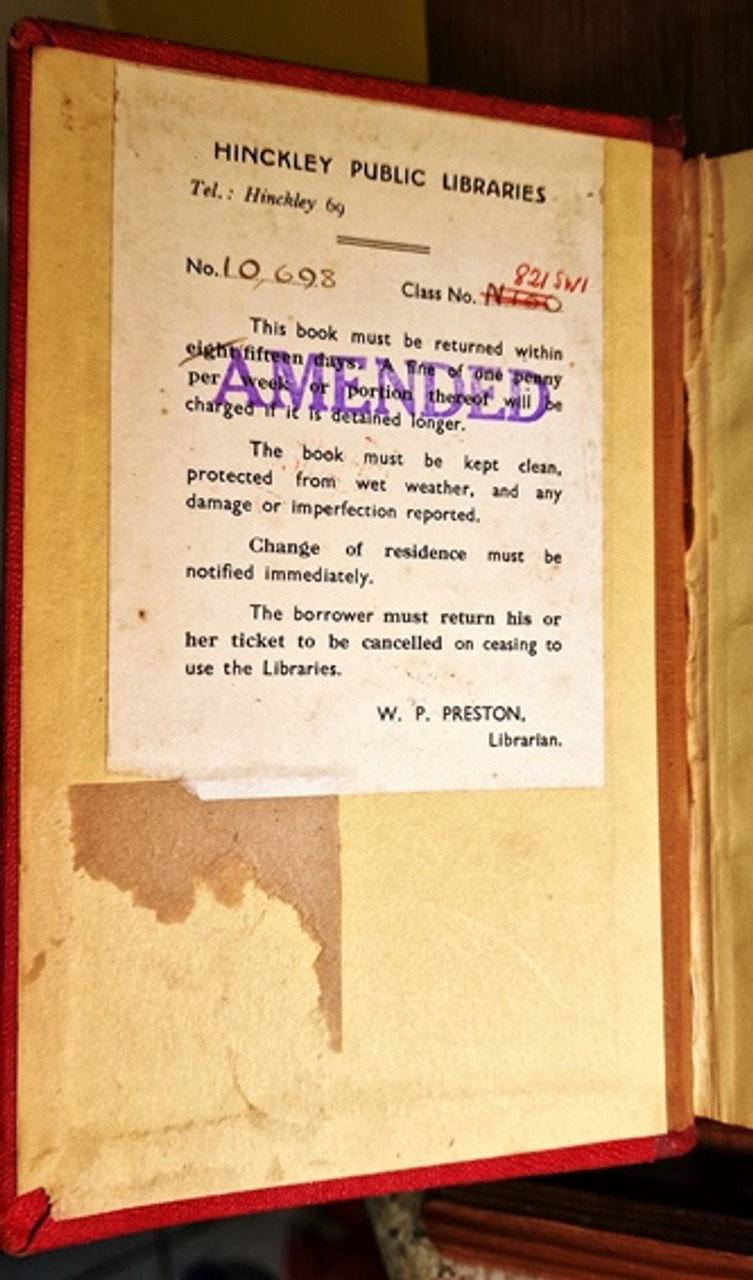 HINCKLEY PUBLIC LIBRARIES
Tel.: Hinckley 69
821 SWI
No. 10,698 Class No.
This book must be returned within
eight/fifteen days. A fine of one penny
per week or portion thereof will be
AMENDED
charged if it is detained longer.
The book must be kept clean,
protected from wet weather, and any
damage or imperfection reported.
Change of residence must be
notified immediately.
The borrower must return his or
her ticket to be cancelled on ceasing to
use the Libraries.
W. P. PRESTON,
Librarian.